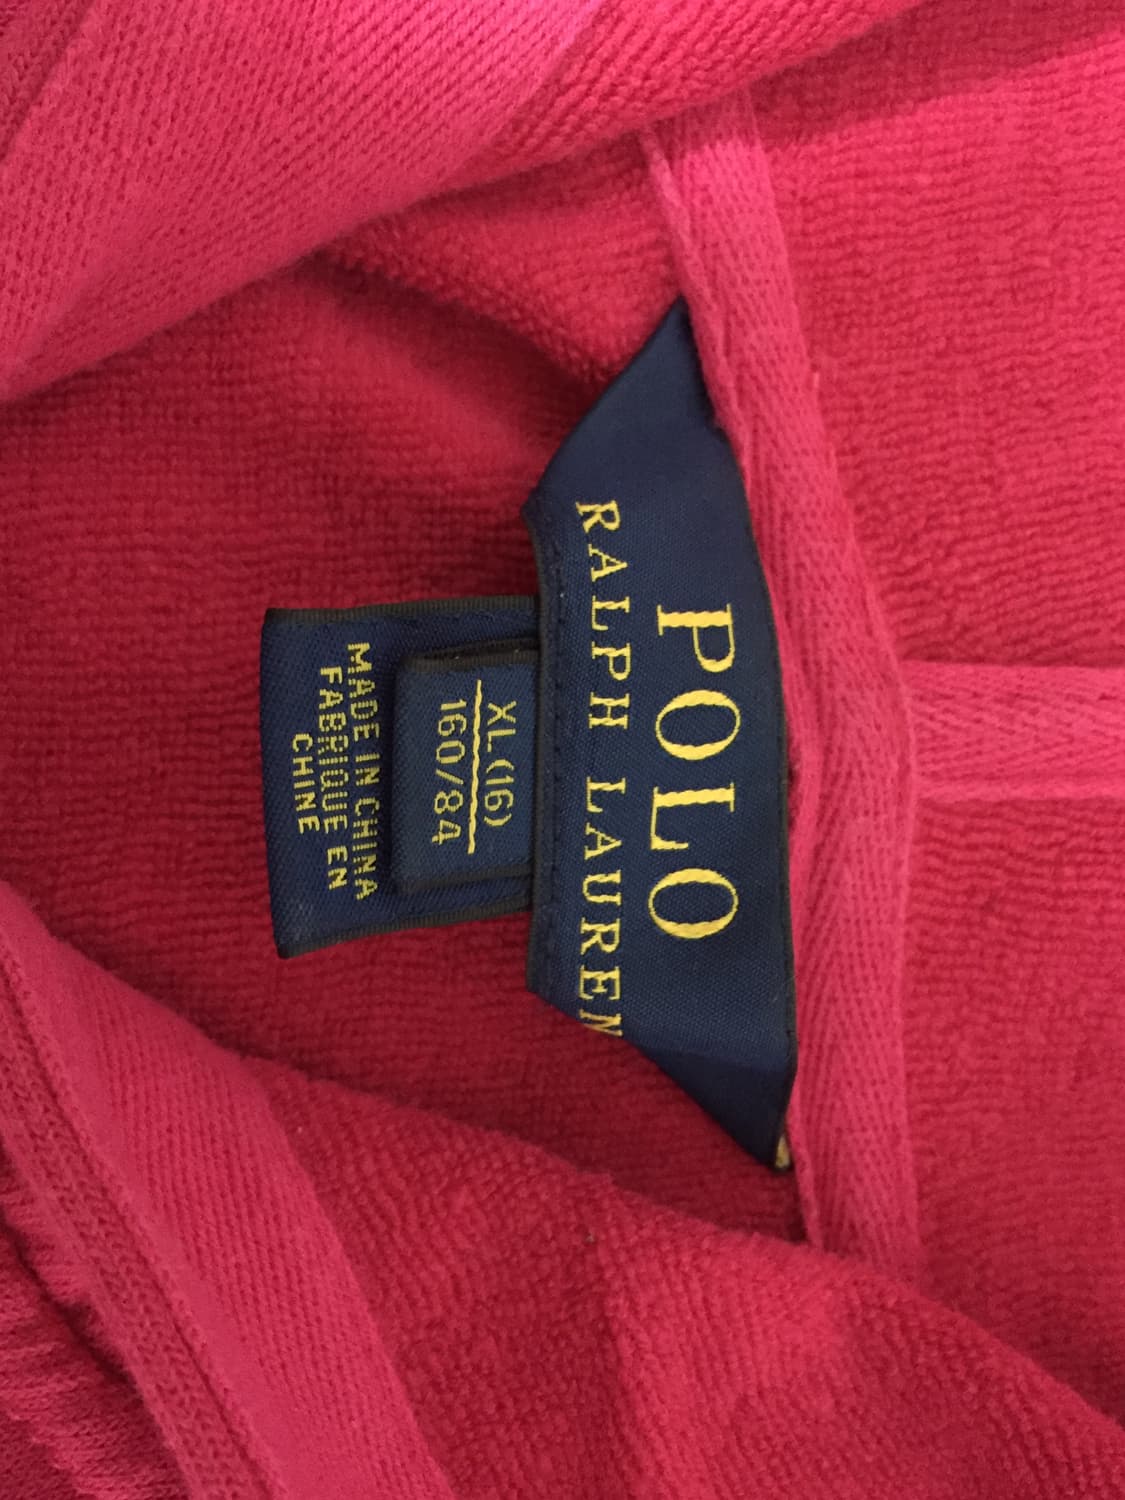 POLO
RALPH LAUREN
XL (16)
160/84
MADE IN CHINA
FABRIQUE EN
CHINE